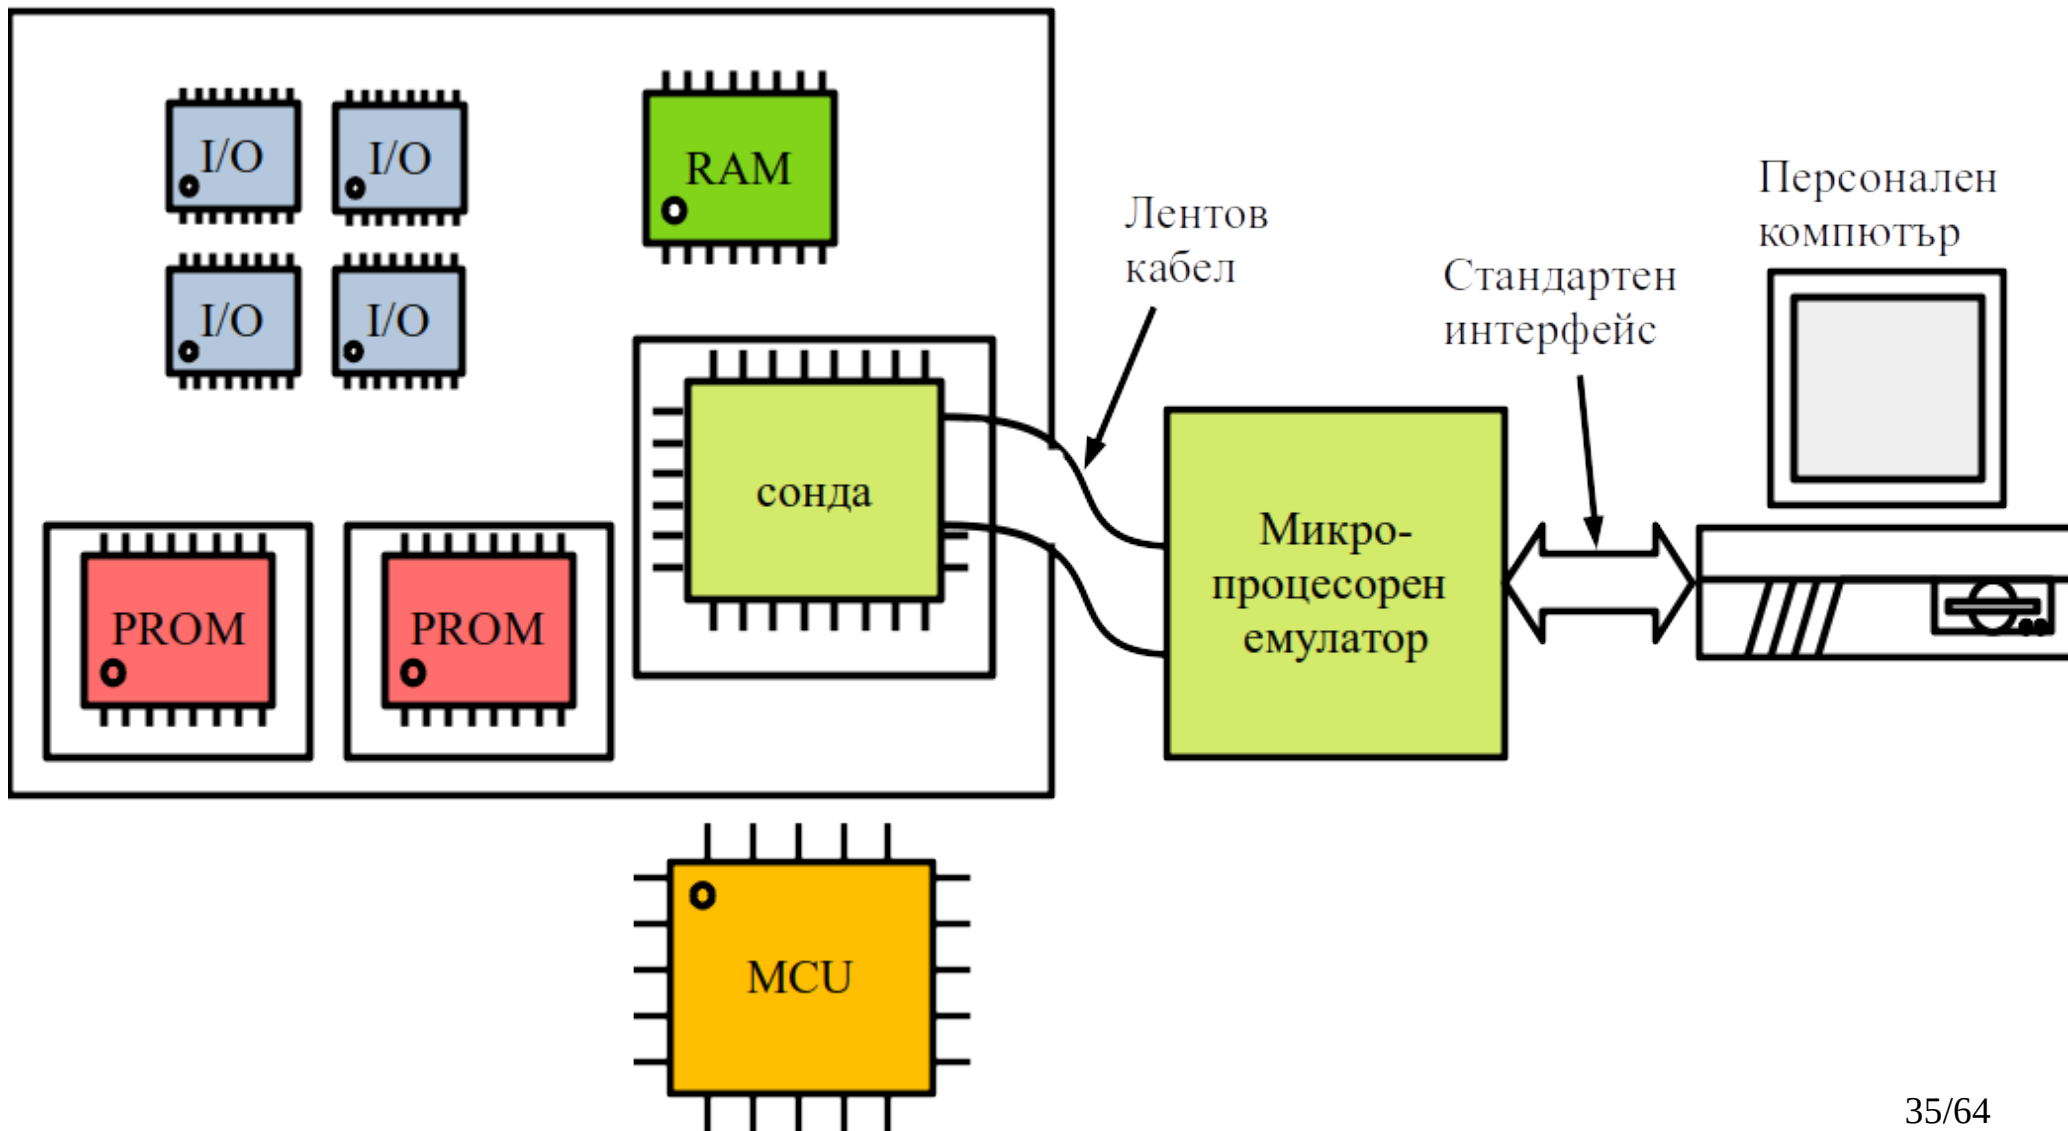 I/O
I/O
RAM
I/O
I/O
Лентов
кабел
Стандартен
интерфейс
Персонален
компютър
сонда
Микро-
процесорен
емулатор
PROM
PROM
MCU
35/64